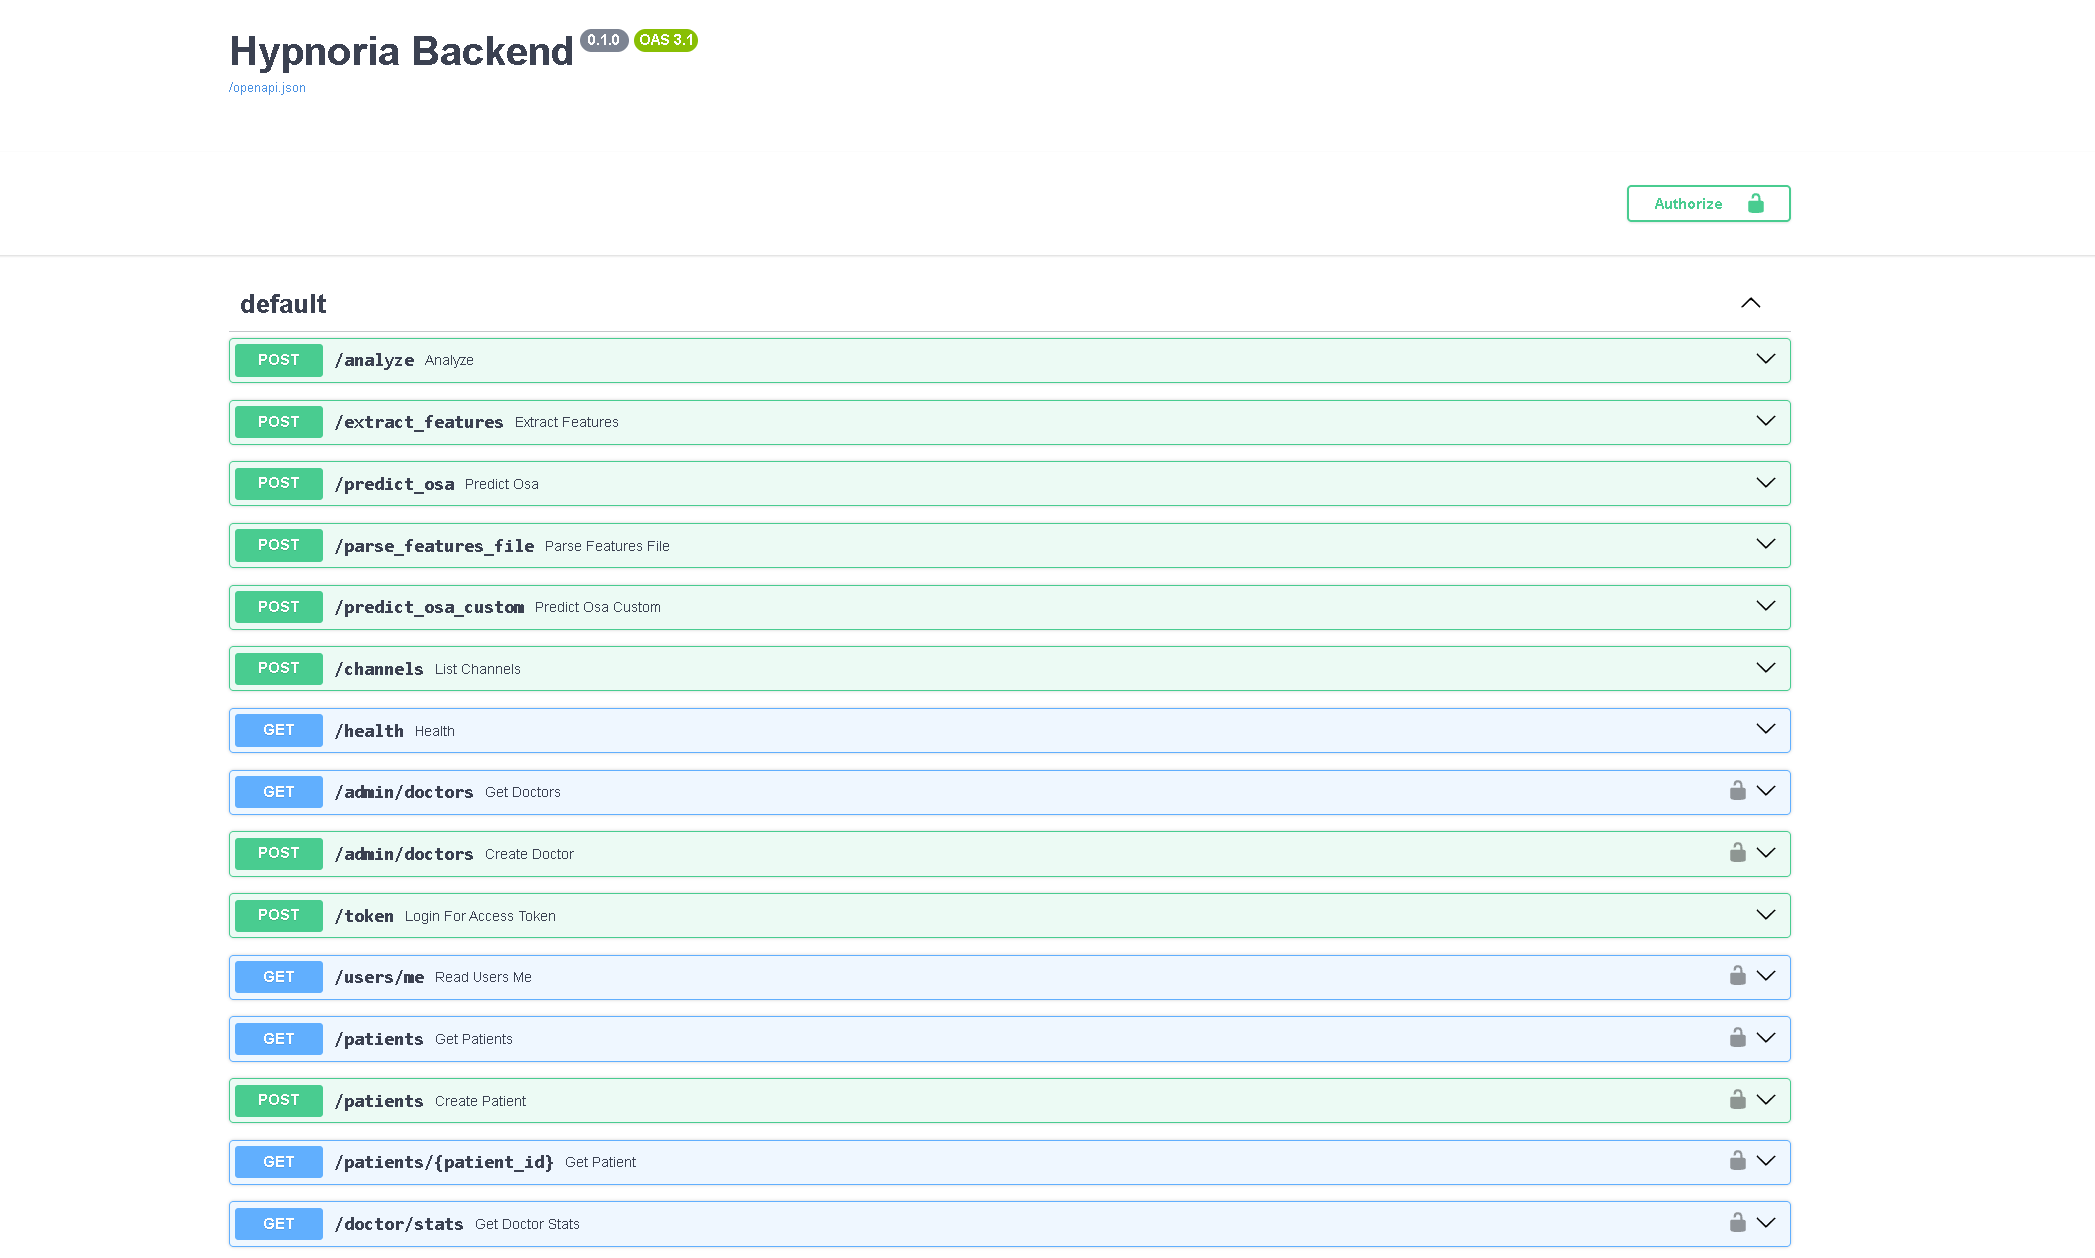 Hypnoria Backend 0.1.0 OAS 3.1
/openapi.json
Authorize
default
POST /analyze Analyze
POST /extract_features Extract Features
POST /predict_osa Predict Osa
POST /parse_features_file Parse Features File
POST /predict_osa_custom Predict Osa Custom
POST /channels List Channels
GET /health Health
GET /admin/doctors Get Doctors
POST /admin/doctors Create Doctor
POST /token Login For Access Token
GET /users/me Read Users Me
GET /patients Get Patients
POST /patients Create Patient
GET /patients/{patient_id} Get Patient
GET /doctor/stats Get Doctor Stats